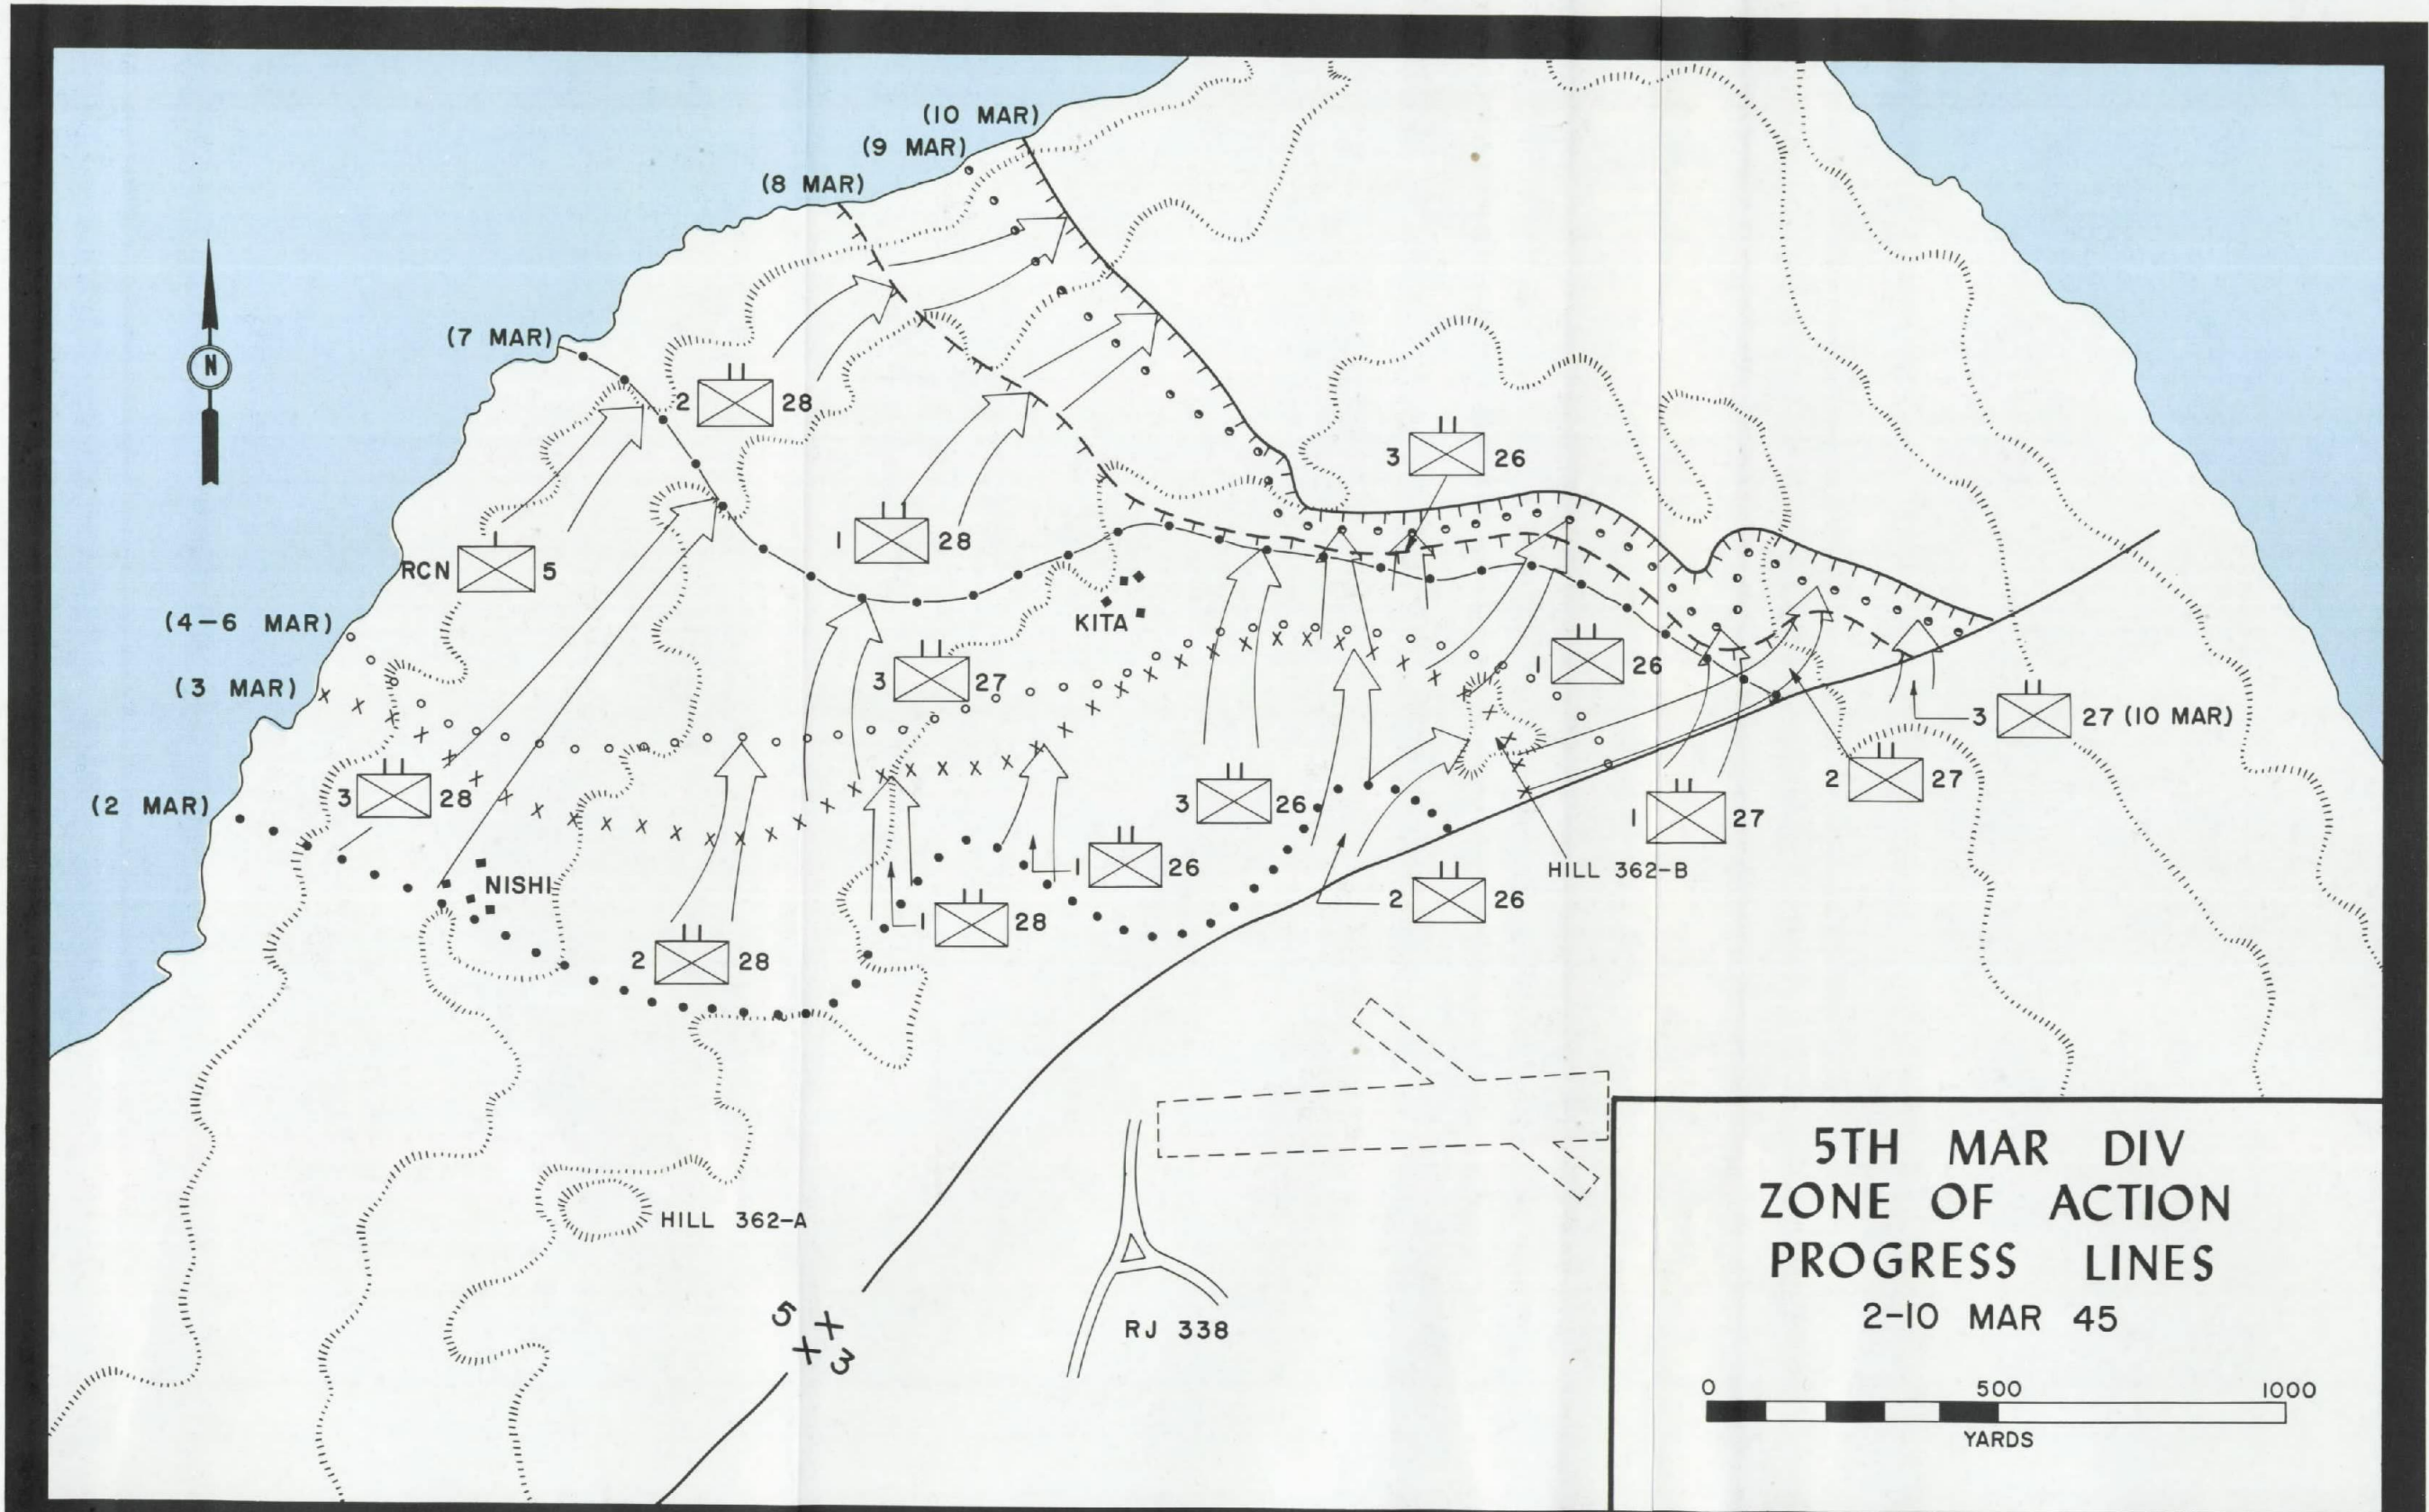 (10 MAR)
(9 MAR)
(8 MAR)
N
(7 MAR)
2 28
3 26
1 28
RCN 5
(4-6 MAR)
KITA
3 27
1 26
(3 MAR)
3 27 (10 MAR)
3 28
(2 MAR)
3 26
2 27
1 27
1 26
HILL 362-B
NISHI
2 26
1 28
2 28
HILL 362-A
5 X
X 3
RJ 338
5TH MAR DIV
ZONE OF ACTION
PROGRESS LINES
2-10 MAR 45
0 500 1000
YARDS